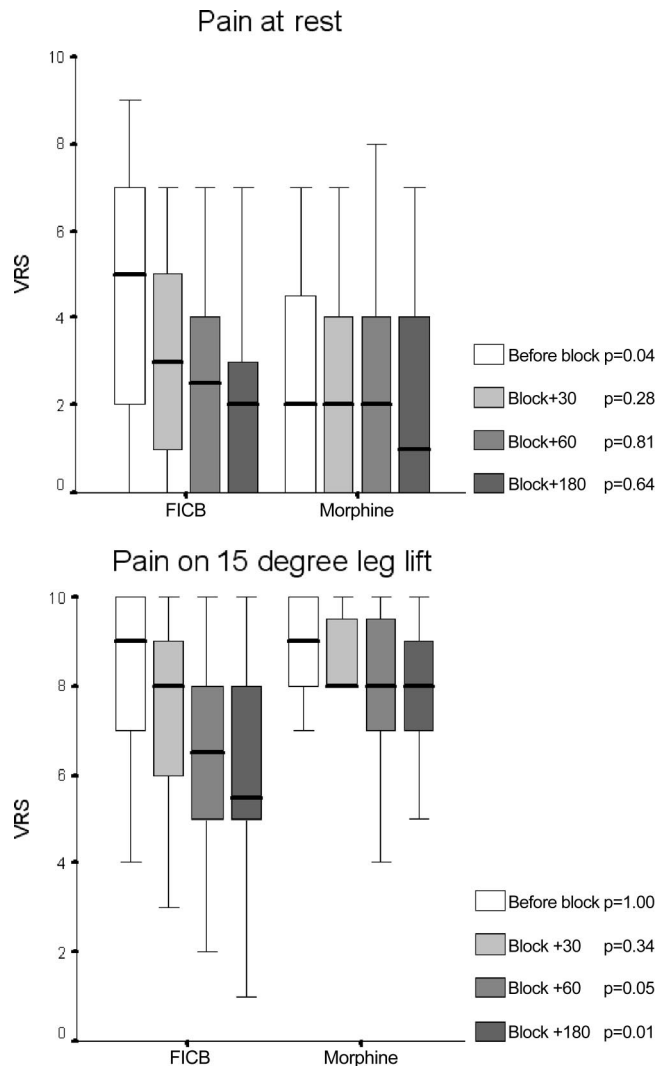 Pain at rest
10
8
6
4
2
0
VRS
FICB Morphine
Before block p=0.04
Block+30 p=0.28
Block+60 p=0.81
Block+180 p=0.64
Pain on 15 degree leg lift
10
8
6
4
2
0
VRS
FICB Morphine
Before block p=1.00
Block +30 p=0.34
Block +60 p=0.05
Block +180 p=0.01